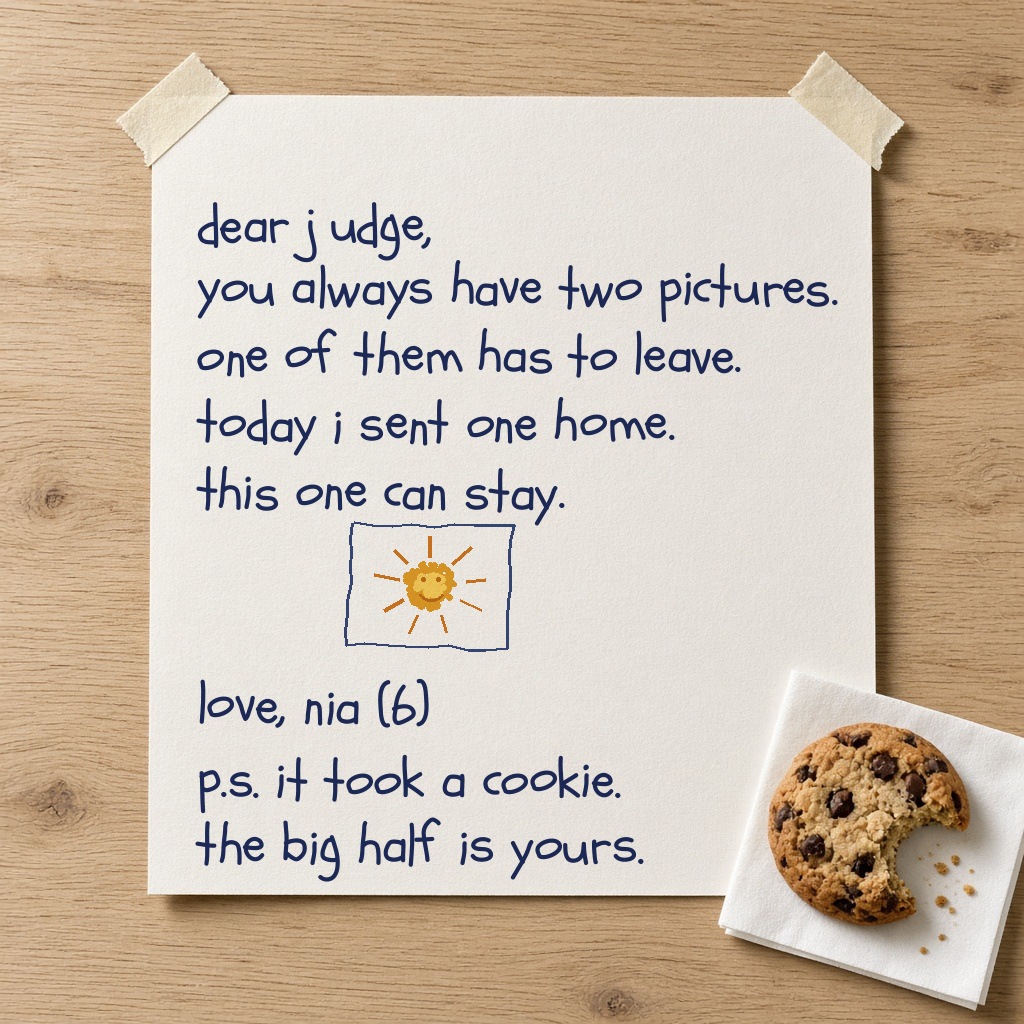 dear judge,
you always have two pictures.
one of them has to leave.
today i sent one home.
this one can stay.
love, nia (6)
p.s. it took a cookie.
the big half is yours.